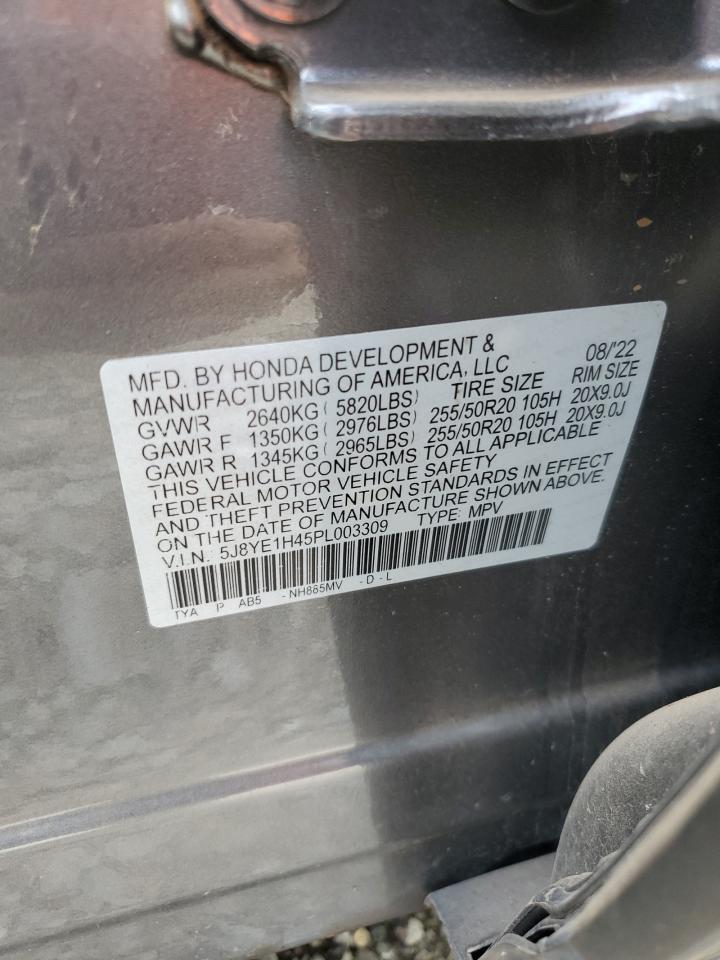 MFD. BY HONDA DEVELOPMENT & 08/'22
MANUFACTURING OF AMERICA, LLC
TIRE SIZE RIM SIZE
GVWR 2640KG ( 5820LBS)
GAWR F 1350KG ( 2976LBS) 255/50R20 105H 20X9.0J
GAWR R 1345KG ( 2965LBS) 255/50R20 105H 20X9.0J
THIS VEHICLE CONFORMS TO ALL APPLICABLE
FEDERAL MOTOR VEHICLE SAFETY
AND THEFT PREVENTION STANDARDS IN EFFECT
ON THE DATE OF MANUFACTURE SHOWN ABOVE.
V.I.N.: 5J8YE1H45PL003309 TYPE: MPV
TYA P AB5 - NH885MV - D - L